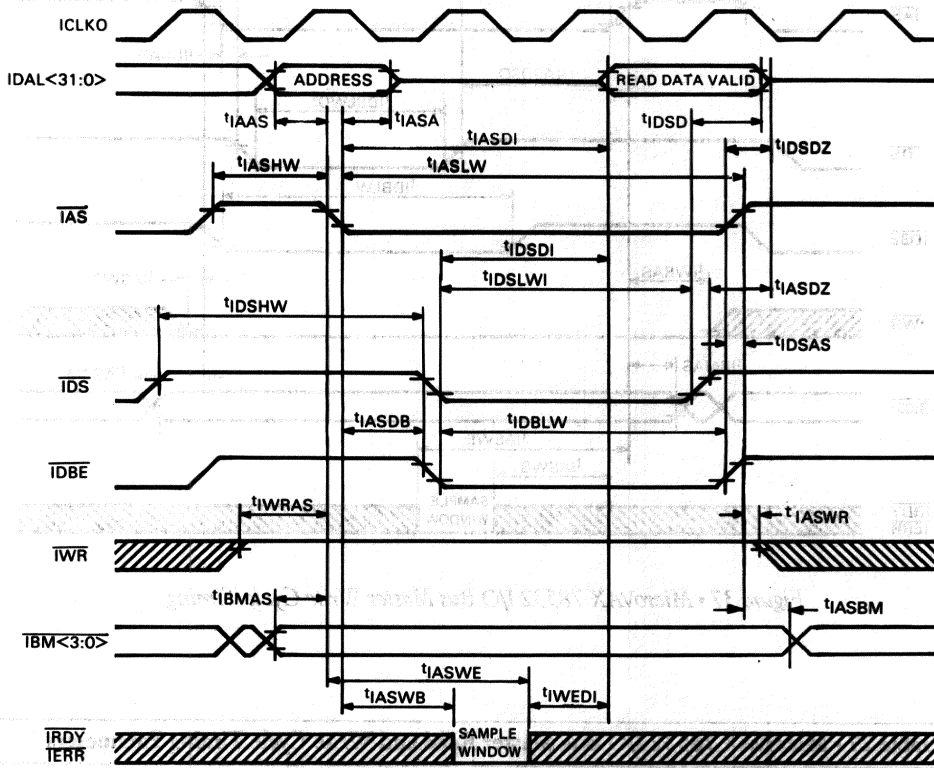 ICLKO
IDAL<31:0>
ADDRESS
READ DATA VALID
tIAAS
tIASA
tIDSD
tIASDI
tIDSDZ
tIASHW
tIASLW
IAS
tIDSDI
tIDSLWI
tIASDZ
tIDSHW
tIDSAS
IDS
tIASDB
tIDBLW
IDBE
tIWRAS
tIASWR
IWR
tIBMAS
tIASBM
IBM<3:0>
tIASWE
tIASWB
tIWEDI
IRDY
IERR
SAMPLE
WINDOW